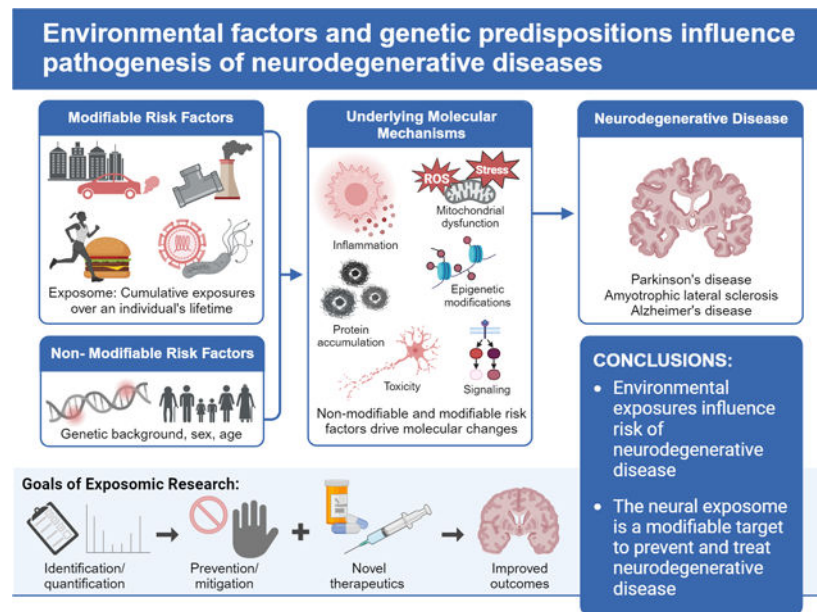 Environmental factors and genetic predispositions influence
pathogenesis of neurodegenerative diseases
Modifiable Risk Factors
Exposome: Cumulative exposures
over an individual's lifetime
Non- Modifiable Risk Factors
Genetic background, sex, age
Underlying Molecular
Mechanisms
Inflammation
ROS
Stress
Mitochondrial
dysfunction
Protein
accumulation
Epigenetic
modifications
Toxicity
Signaling
Non-modifiable and modifiable risk
factors drive molecular changes
Neurodegenerative Disease
Parkinson's disease
Amyotrophic lateral sclerosis
Alzheimer's disease
CONCLUSIONS:
• Environmental
exposures influence
risk of
neurodegenerative
disease
• The neural exposome
is a modifiable target
to prevent and treat
neurodegenerative
disease
Goals of Exposomic Research:
Identification/
quantification
Prevention/
mitigation
+
Novel
therapeutics
Improved
outcomes